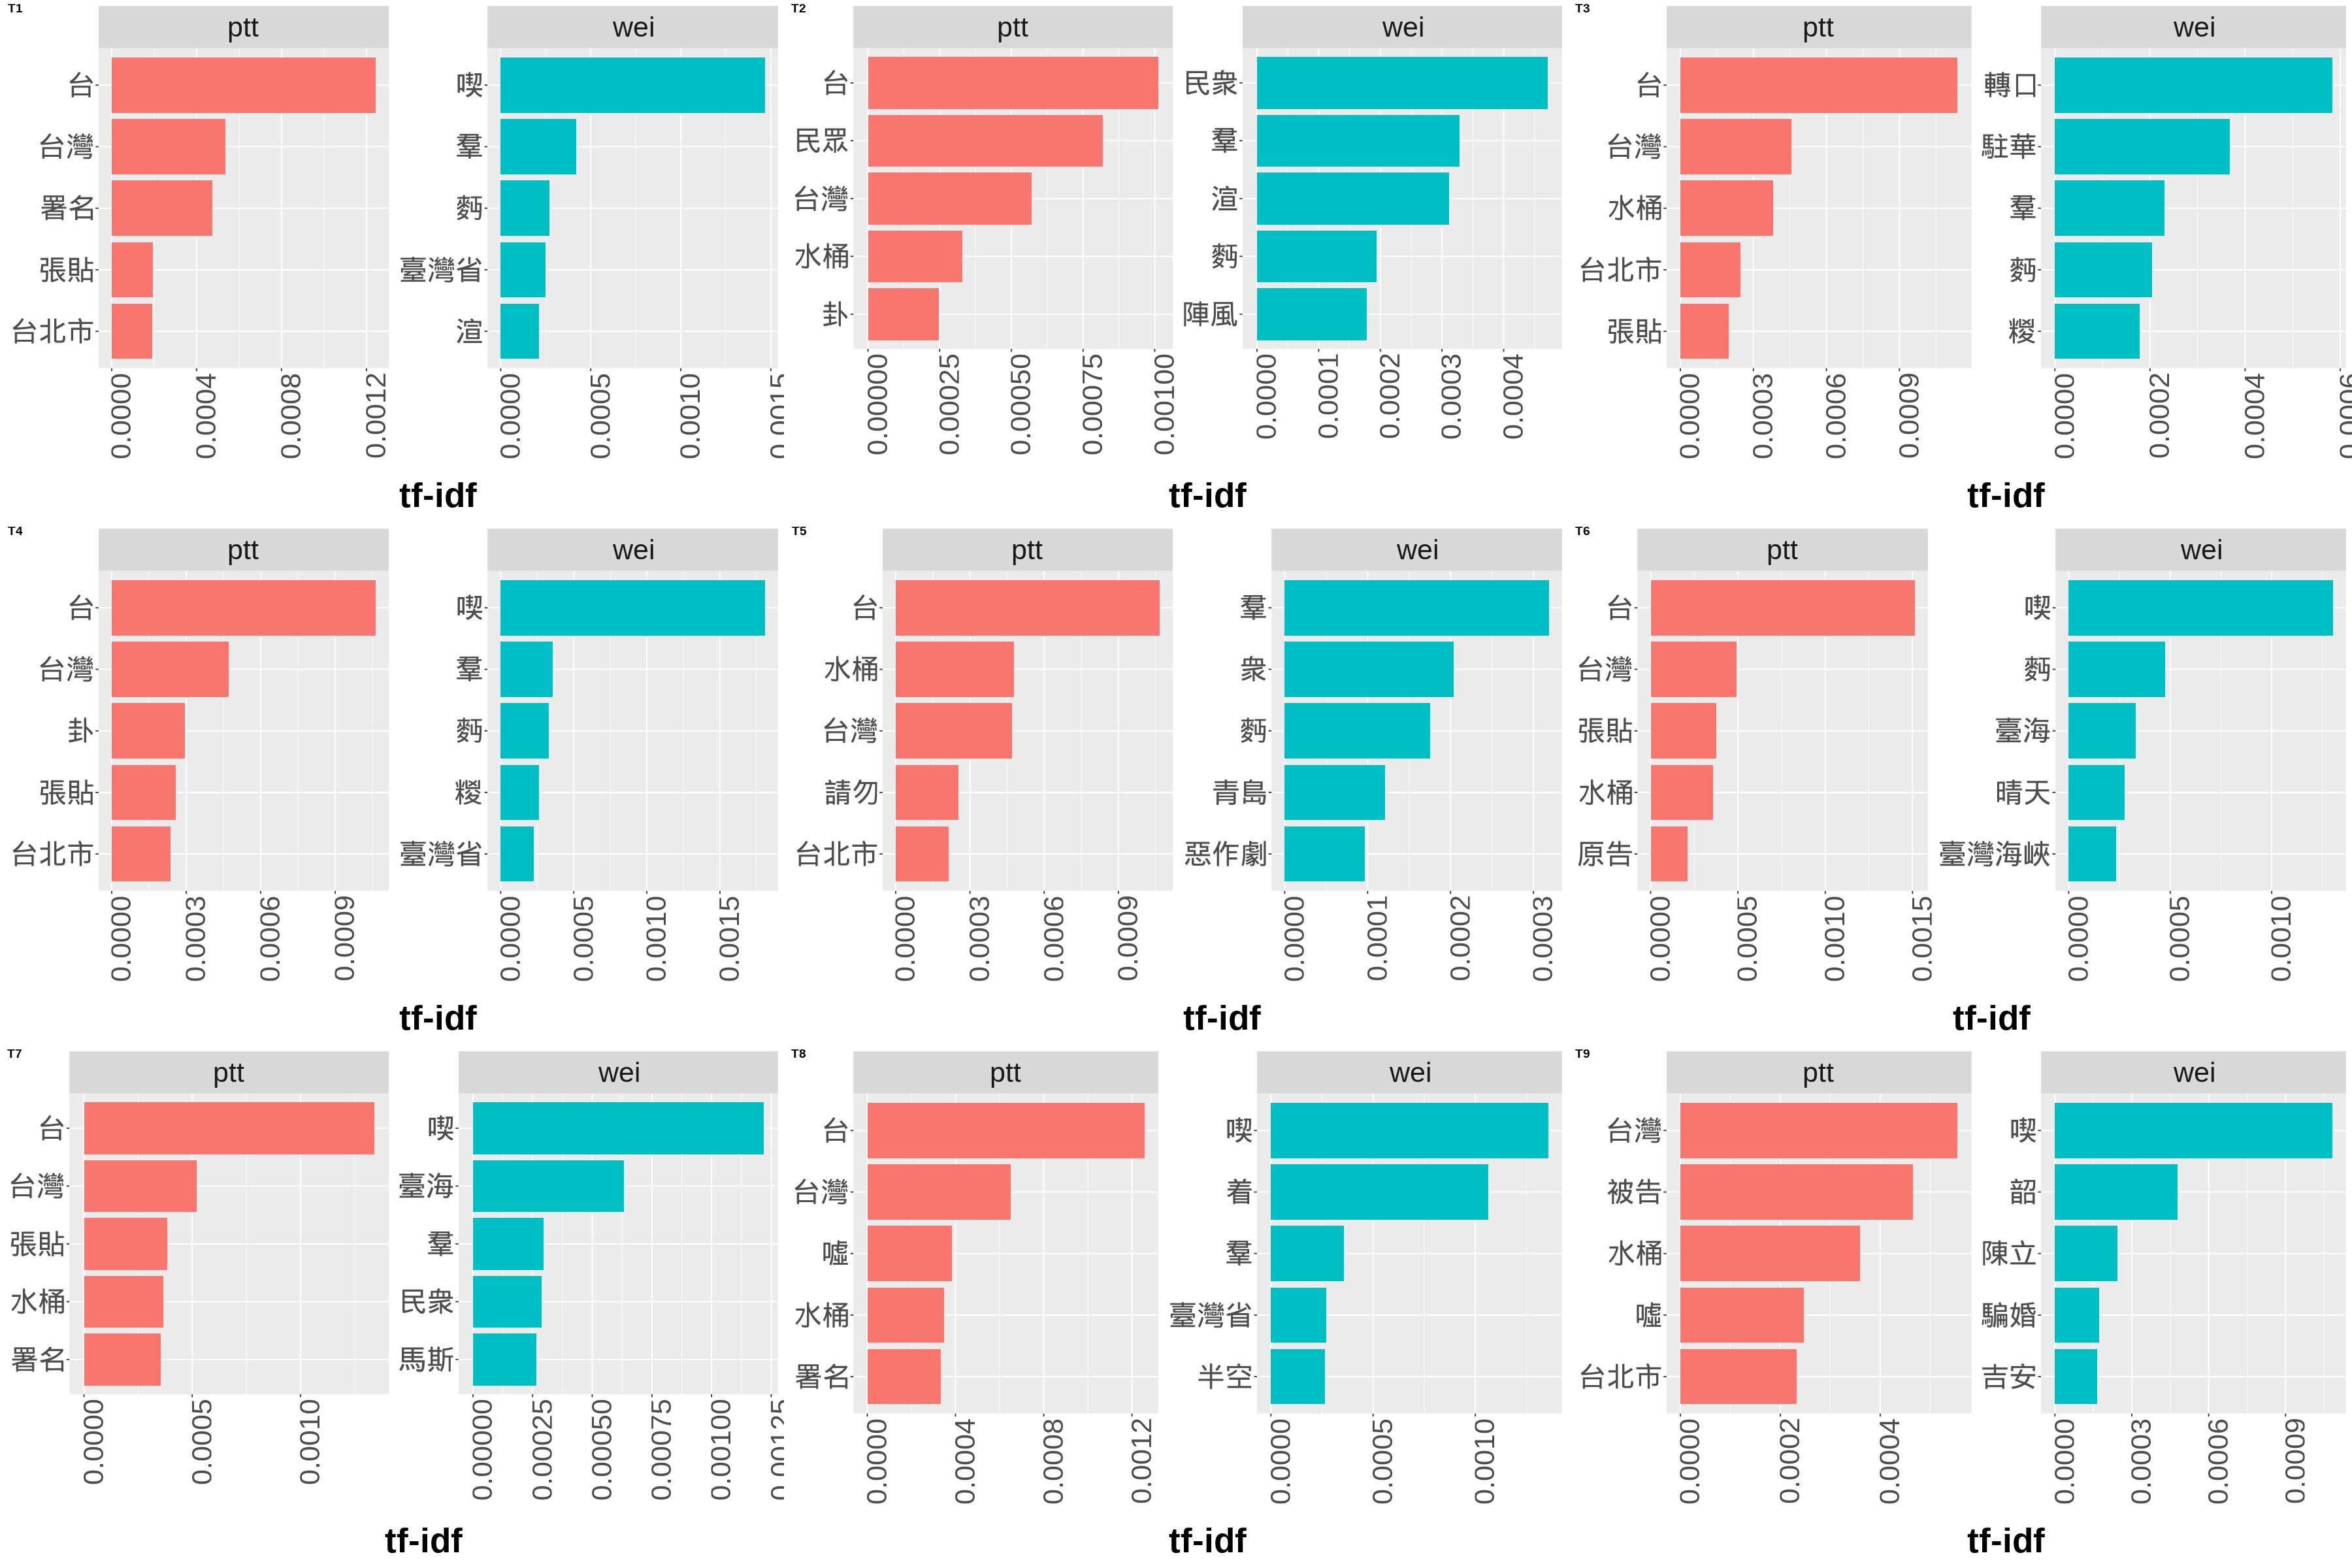 T1
ptt
台
台灣
署名
張貼
台北市
0.0000
0.0004
0.0008
0.0012
wei
喫
羣
麪
臺灣省
渲
0.0000
0.0005
0.0010
0.0015
tf-idf
T2
ptt
台
民眾
台灣
水桶
卦
0.00000
0.00025
0.00050
0.00075
0.00100
wei
民衆
羣
渲
麪
陣風
0.0000
0.0001
0.0002
0.0003
0.0004
tf-idf
T3
ptt
台
台灣
水桶
台北市
張貼
0.0000
0.0003
0.0006
0.0009
wei
轉口
駐華
羣
麪
糉
0.0000
0.0002
0.0004
0.0006
tf-idf
T4
ptt
台
台灣
卦
張貼
台北市
0.0000
0.0003
0.0006
0.0009
wei
喫
羣
麪
糉
臺灣省
0.0000
0.0005
0.0010
0.0015
tf-idf
T5
ptt
台
水桶
台灣
請勿
台北市
0.0000
0.0003
0.0006
0.0009
wei
羣
衆
麪
青島
惡作劇
0.0000
0.0001
0.0002
0.0003
tf-idf
T6
ptt
台
台灣
張貼
水桶
原告
0.0000
0.0005
0.0010
0.0015
wei
喫
麪
臺海
晴天
臺灣海峽
0.0000
0.0005
0.0010
tf-idf
T7
ptt
台
台灣
張貼
水桶
署名
0.0000
0.0005
0.0010
wei
喫
臺海
羣
民衆
馬斯
0.00000
0.00025
0.00050
0.00075
0.00100
0.00125
tf-idf
T8
ptt
台
台灣
噓
水桶
署名
0.0000
0.0004
0.0008
0.0012
wei
喫
着
羣
臺灣省
半空
0.0000
0.0005
0.0010
tf-idf
T9
ptt
台灣
被告
水桶
噓
台北市
0.0000
0.0002
0.0004
wei
喫
韶
陳立
騙婚
吉安
0.0000
0.0003
0.0006
0.0009
tf-idf